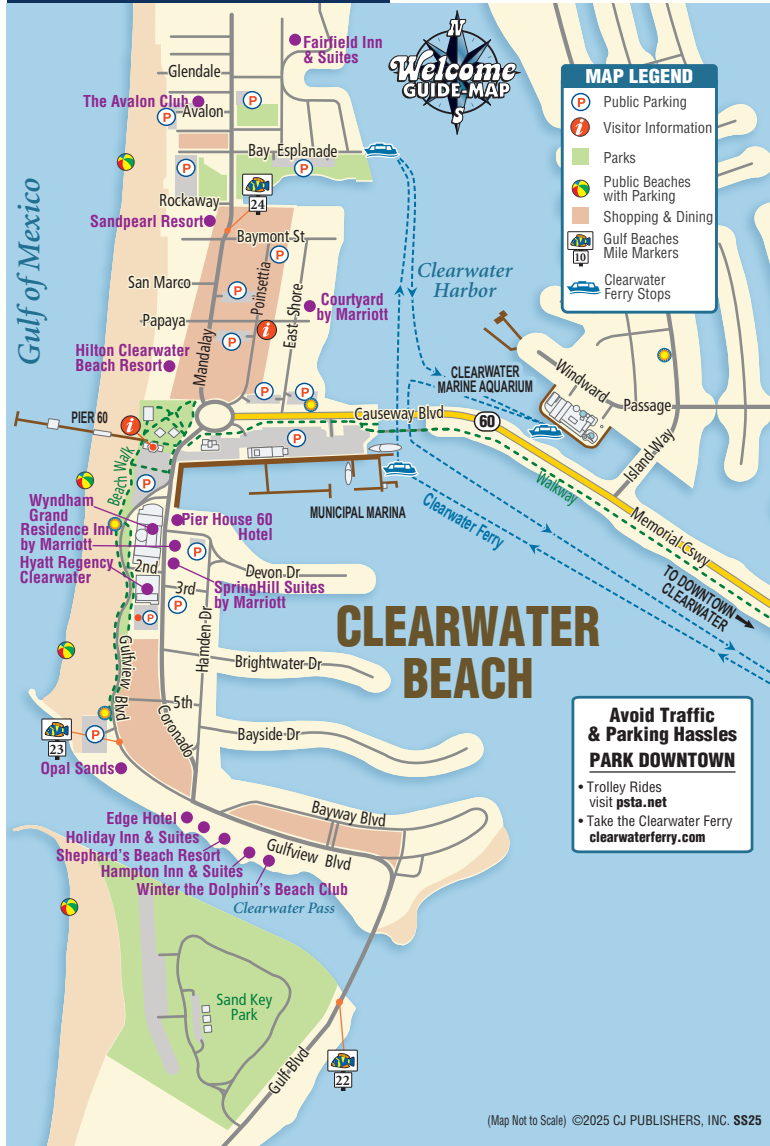 N
Welcome
GUIDE-MAP
S
Fairfield Inn
& Suites
Glendale
The Avalon Club
P
Avalon
P
P
Bay Esplanade
P
Rockaway
24
Sandpearl Resort
Baymont St
P
San Marco
P
Poinsettia
East Shore
Courtyard
by Marriott
Papaya
i
P
Mandalay
Hilton Clearwater
Beach Resort
P
P
Gulf of Mexico
Clearwater
Harbor
MAP LEGEND
P Public Parking
i Visitor Information
Parks
Public Beaches
with Parking
Shopping & Dining
Gulf Beaches
10 Mile Markers
Clearwater
Ferry Stops
CLEARWATER
MARINE AQUARIUM
Windward
Passage
Island Way
PIER 60
i
Causeway Blvd
60
P
Beach Walk
P
MUNICIPAL MARINA
Clearwater Ferry
Walkway
Memorial Cswy
TO DOWNTOWN
CLEARWATER
Wyndham
Grand
Residence Inn
by Marriott
Hyatt Regency
Clearwater
Pier House 60
Hotel
P
2nd
Devon Dr
3rd
SpringHill Suites
by Marriott
P
P
Hamden Dr
CLEARWATER
BEACH
Gulfview Blvd
Brightwater Dr
5th
Coronado
Bayside Dr
23
P
Opal Sands
Avoid Traffic
& Parking Hassles
PARK DOWNTOWN
• Trolley Rides
visit psta.net
• Take the Clearwater Ferry
clearwaterferry.com
Bayway Blvd
Edge Hotel
Holiday Inn & Suites
Gulfview Blvd
Shephard's Beach Resort
Hampton Inn & Suites
Winter the Dolphin's Beach Club
Clearwater Pass
Sand Key
Park
Gulf Blvd
22
(Map Not to Scale) ©2025 CJ PUBLISHERS, INC. SS25